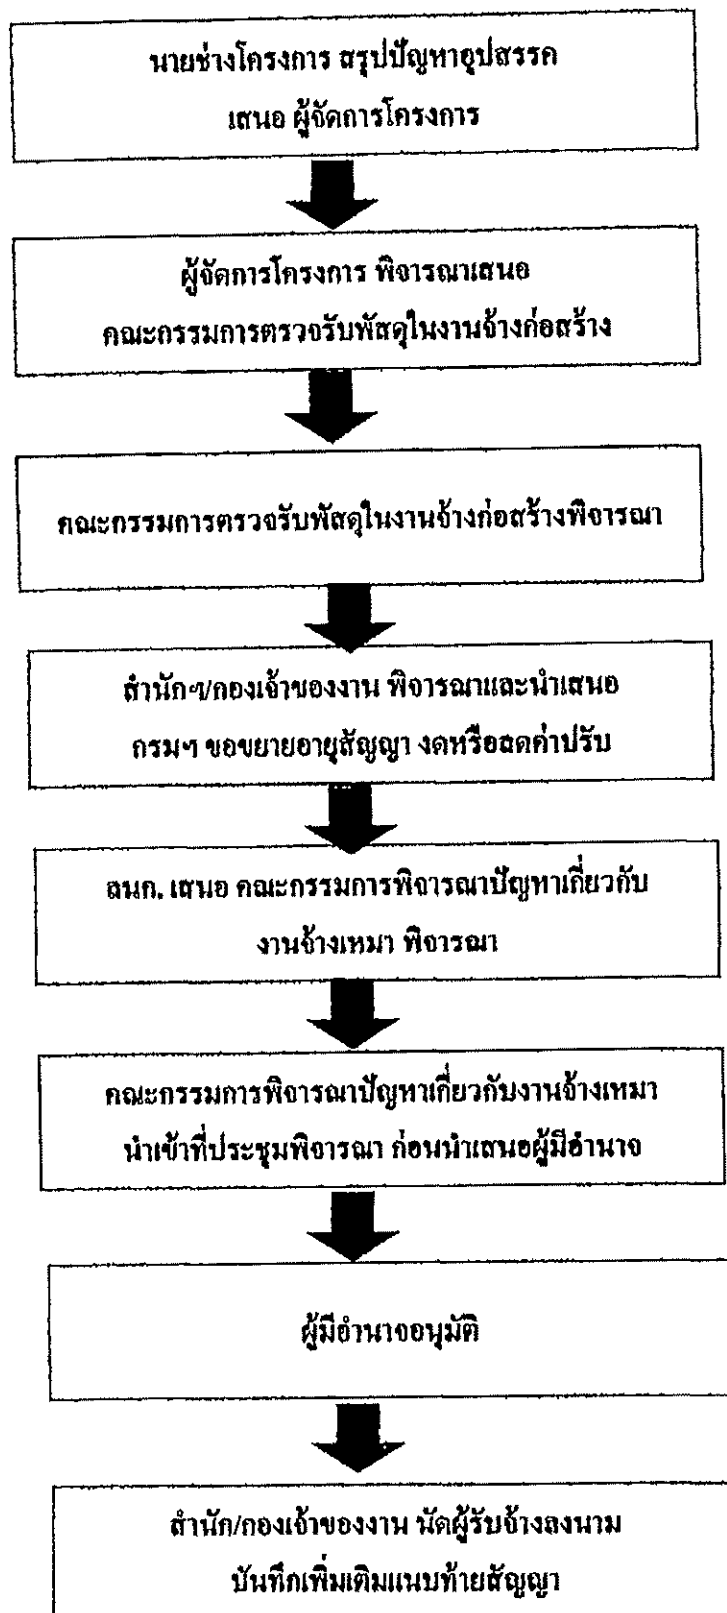 นายช่างโครงการ สรุปปัญหาอุปสรรค
เสนอ ผู้จัดการโครงการ
ผู้จัดการโครงการ พิจารณาเสนอ
คณะกรรมการตรวจรับพัสดุในงานจ้างก่อสร้าง
คณะกรรมการตรวจรับพัสดุในงานจ้างก่อสร้างพิจารณา
สำนักฯ/กองเจ้าของงาน พิจารณาและนำเสนอ
กรมฯ ขอขยายอายุสัญญา งดหรือลดค่าปรับ
ลนก. เสนอ คณะกรรมการพิจารณาปัญหาเกี่ยวกับ
งานจ้างเหมา พิจารณา
คณะกรรมการพิจารณาปัญหาเกี่ยวกับงานจ้างเหมา
นำเข้าที่ประชุมพิจารณา ก่อนนำเสนอผู้มีอำนาจ
ผู้มีอำนาจอนุมัติ
สำนัก/กองเจ้าของงาน นัดผู้รับจ้างลงนาม
บันทึกเพิ่มเติมแนบท้ายสัญญา